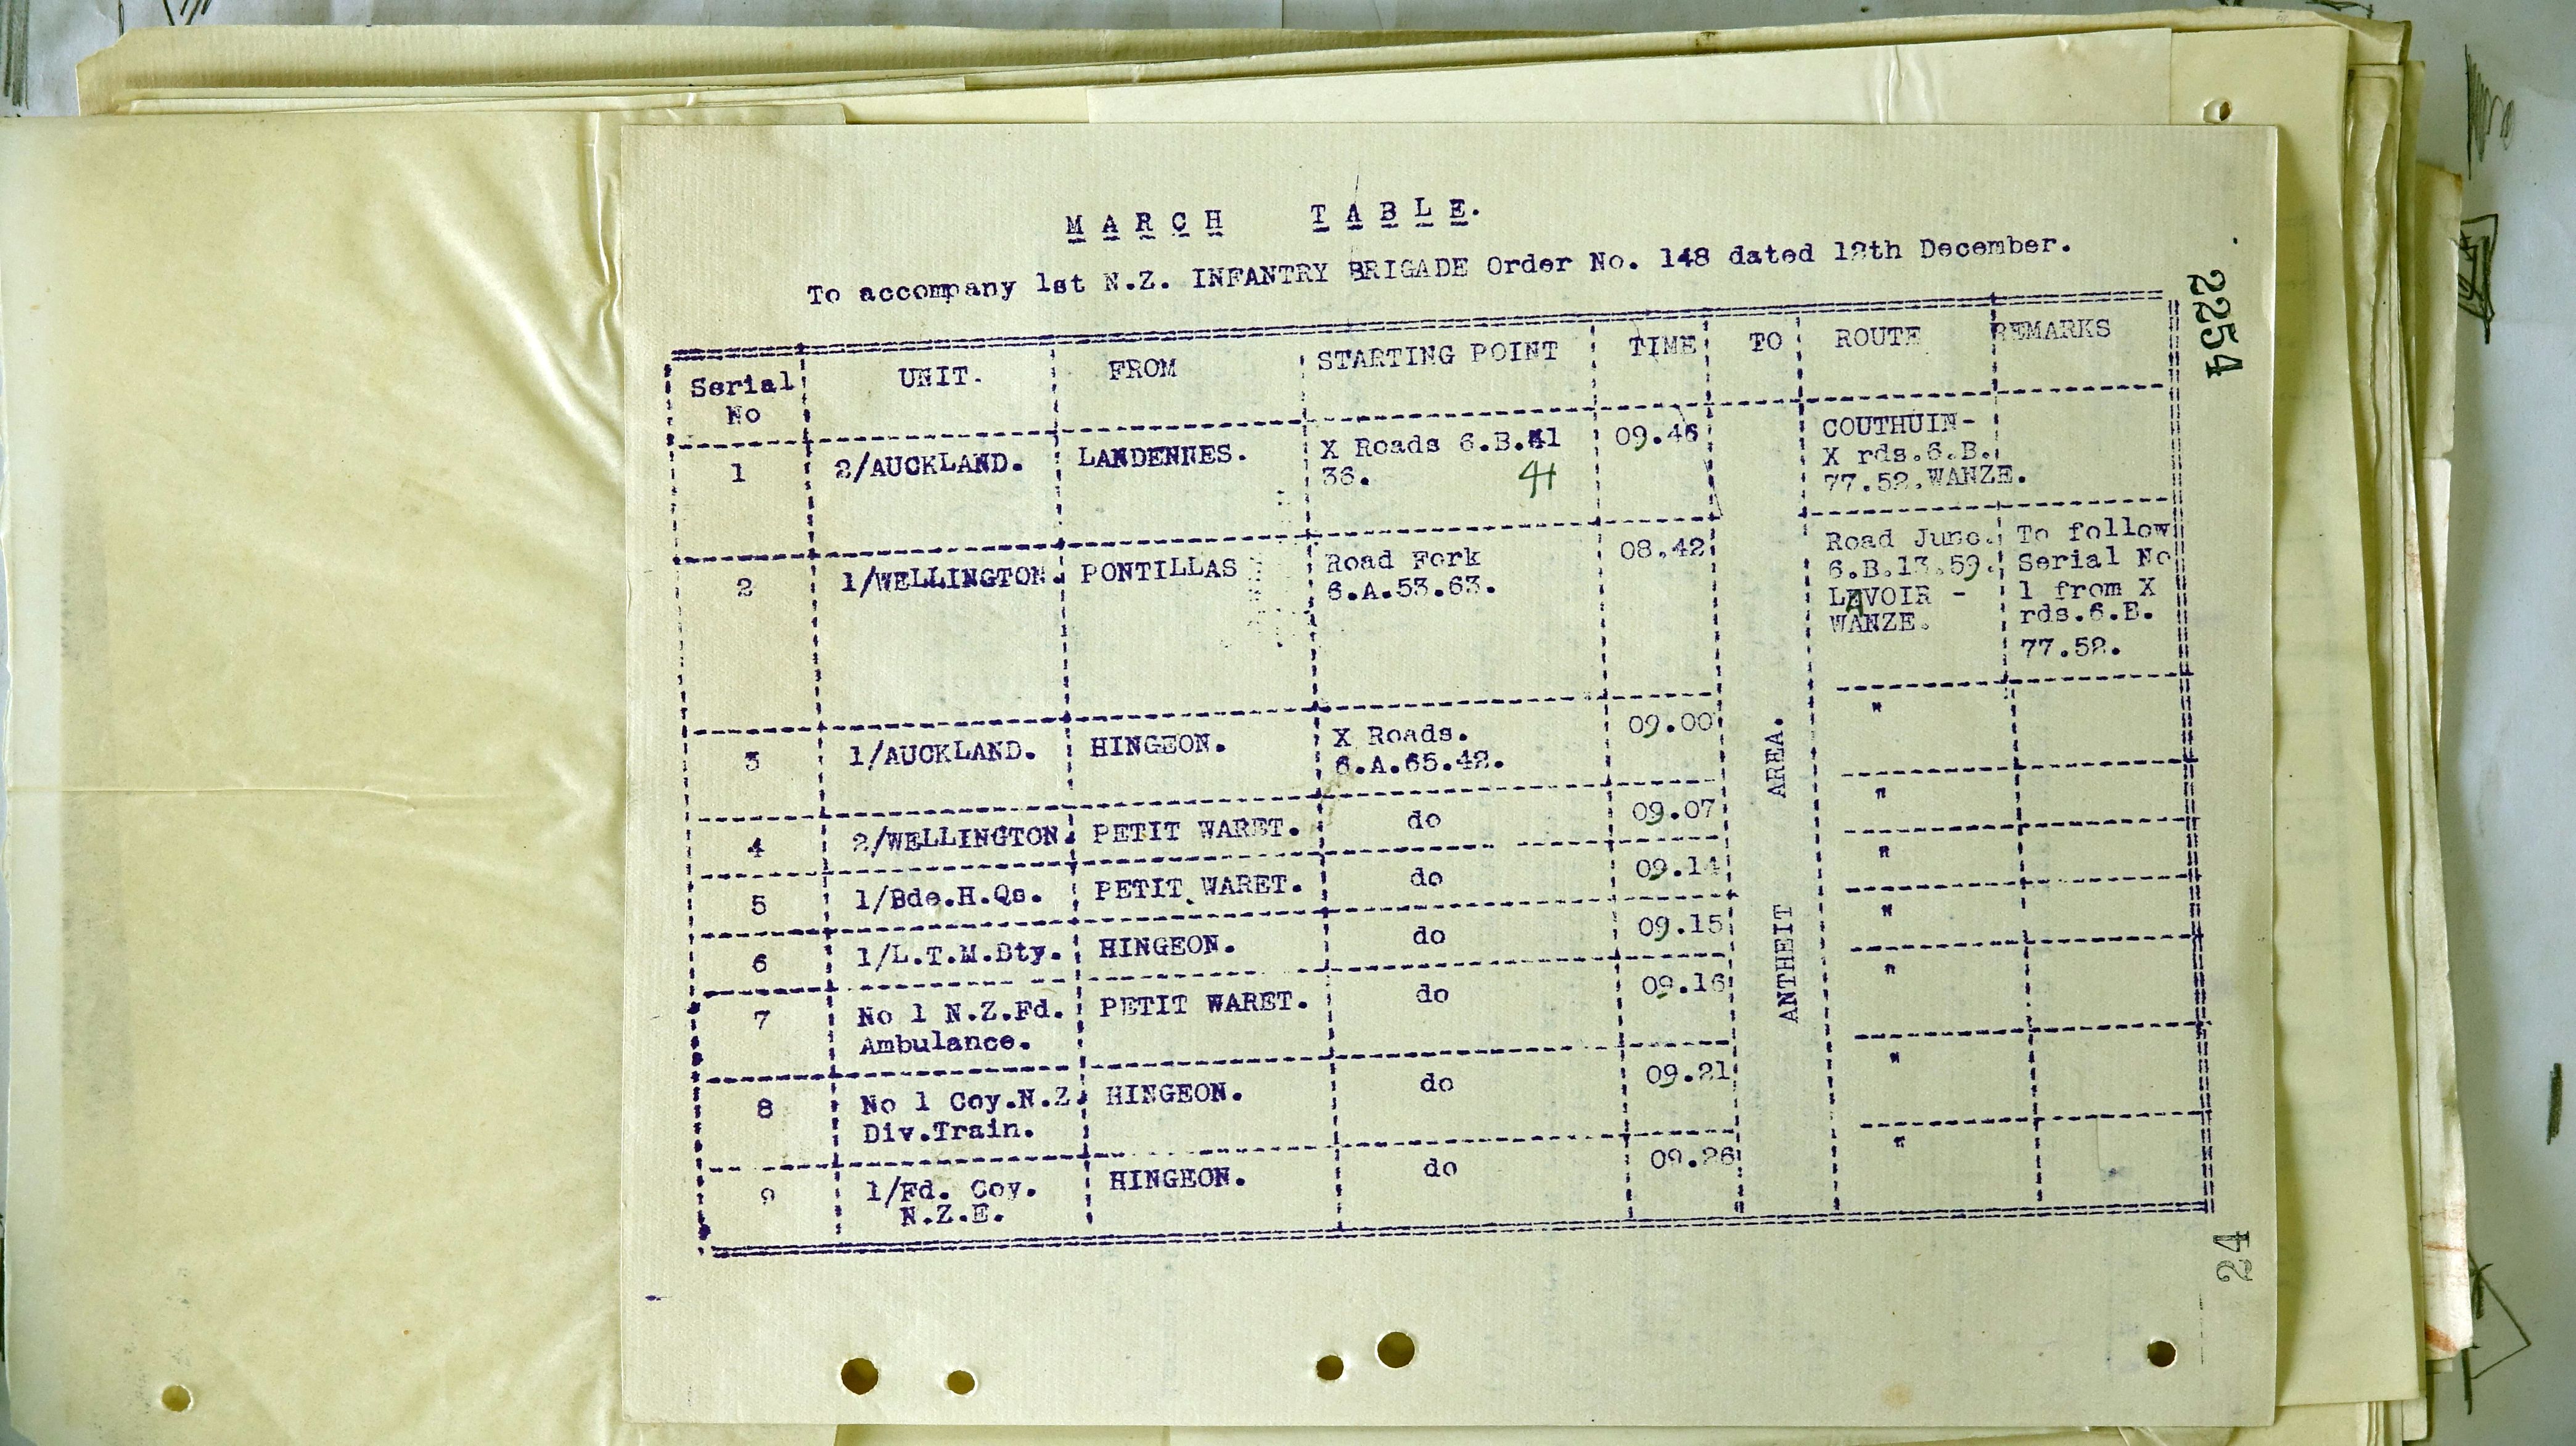 MARCH TABLE.
To accompany 1st N.Z. INFANTRY BRIGADE Order No. 148 dated 12th December.
Serial No | UNIT. | FROM | STARTING POINT | TIME | TO | ROUTE | REMARKS
1 | 2/AUCKLAND. | LANDENNES. | X Roads 6.B.41 | 09.46 | COUTHUIN-
36. 41 | X rds.6.B.
77.52.WANZE.
2 | 1/WELLINGTON. | PONTILLAS | Road Fork | 08.42 | Road Junc. | To follow
6.A.53.63. | 6.B.13.59. | Serial No
LAVOIR - | 1 from X
WANZE. | rds.6.B.
77.52.
3 | 1/AUCKLAND. | HINGEON. | X Roads. | 09.00 | "
6.A.65.42.
4 | 2/WELLINGTON. | PETIT WARET. | do | 09.07 | "
5 | 1/Bde.H.Qs. | PETIT WARET. | do | 09.14 | "
6 | 1/L.T.M.Bty. | HINGEON. | do | 09.15 | "
7 | No 1 N.Z.Fd. | PETIT WARET. | do | 09.16 | "
Ambulance.
8 | No 1 Coy.N.Z. | HINGEON. | do | 09.21 | "
Div.Train.
9 | 1/Fd. Coy. | HINGEON. | do | 09.26 | "
N.Z.E.
ANTHEIT AREA.
2254
24